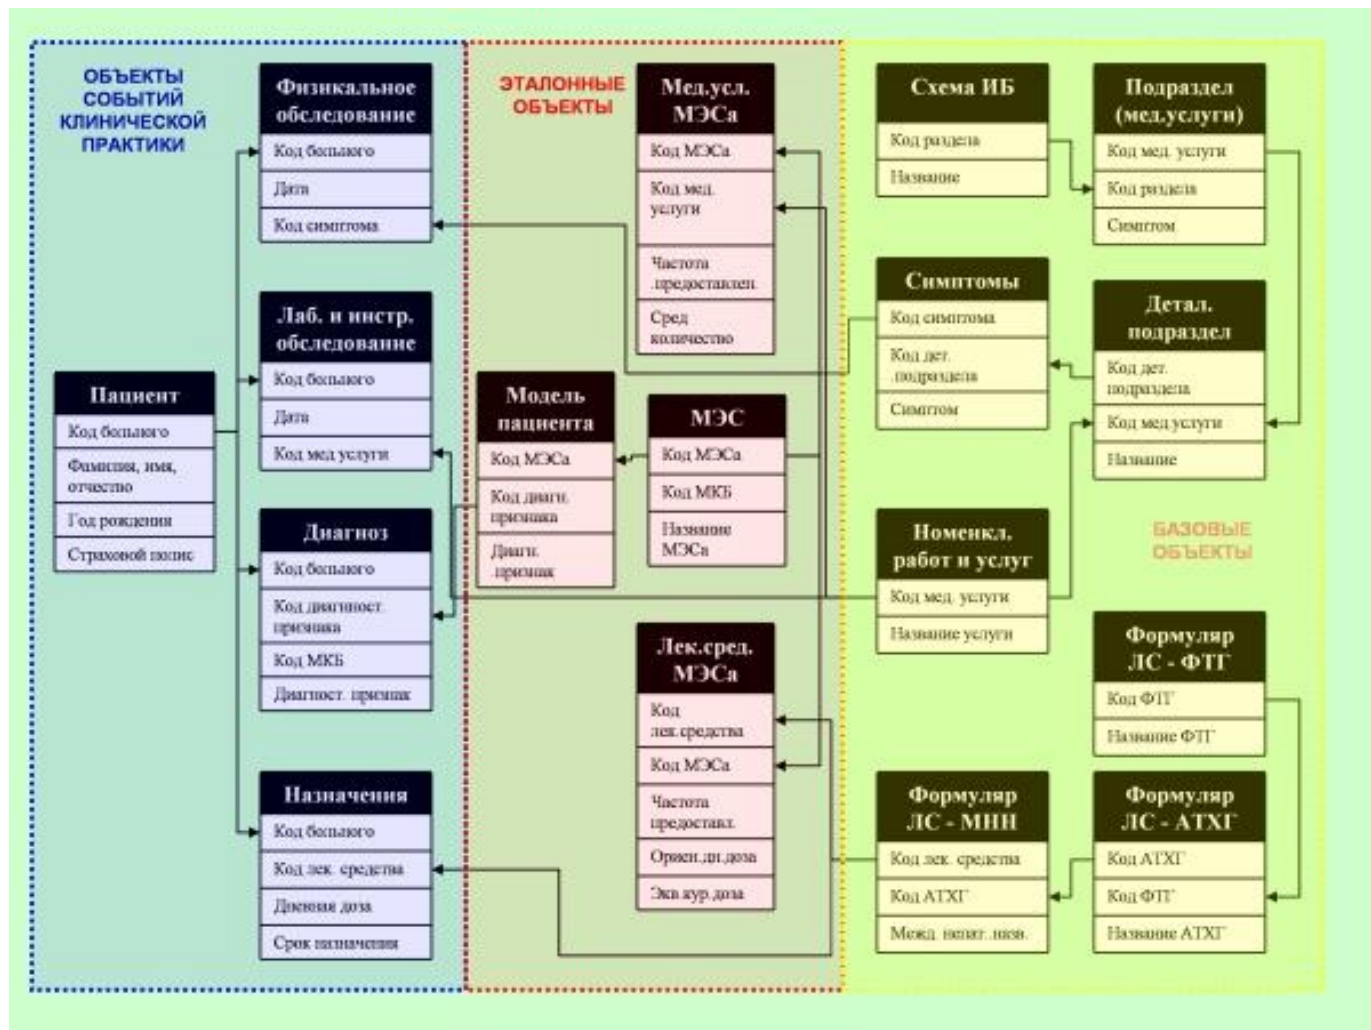 ОБЪЕКТЫ
СОБЫТИЙ
КЛИНИЧЕСКОЙ
ПРАКТИКИ
Пациент
Код больного
Фамилия, имя,
отчество
Год рождения
Страховой полис
Физикальное
обследование
Код больного
Дата
Код симптома
Лаб. и инстр.
обследование
Код больного
Дата
Код мед услуги
Диагноз
Код больного
Код диагиност.
признака
Код МКБ
Диагност. признак
Назначения
Код больного
Код лек. средства
Дневная доза
Срок назначения
ЭТАЛОННЫЕ
ОБЪЕКТЫ
Мед.усл.
МЭСа
Код МЭСа
Код мед.
услуги
Частота
.предоставлен.
Сред
количество
Модель
пациента
Код МЭСа
Код диагн.
признака
Диагн.
.признак
МЭС
Код МЭСа
Код МКБ
Название
МЭСа
Лек.сред.
МЭСа
Код
лек.средства
Код МЭСа
Частота
предоставл.
Ориен.дн.доза
Экв.кур.доза
Схема ИБ
Код раздела
Название
Подраздел
(мед.услуги)
Код мед. услуги
Код раздела
Симптом
Симптомы
Код симптома
Код дет.
.подраздела
Симптом
Детал.
подраздел
Код дет.
подраздела
Код мед услуги
Название
Номенкл.
работ и услуг
Код мед. услуги
Название услуги
БАЗОВЫЕ
ОБЪЕКТЫ
Формуляр
ЛС - ФТГ
Код ФТГ
Название ФТГ
Формуляр
ЛС - МНН
Код лек. средства
Код АТХГ
Межд. непат..назв.
Формуляр
ЛС - АТХГ
Код АТХГ
Код ФТГ
Название АТХГ